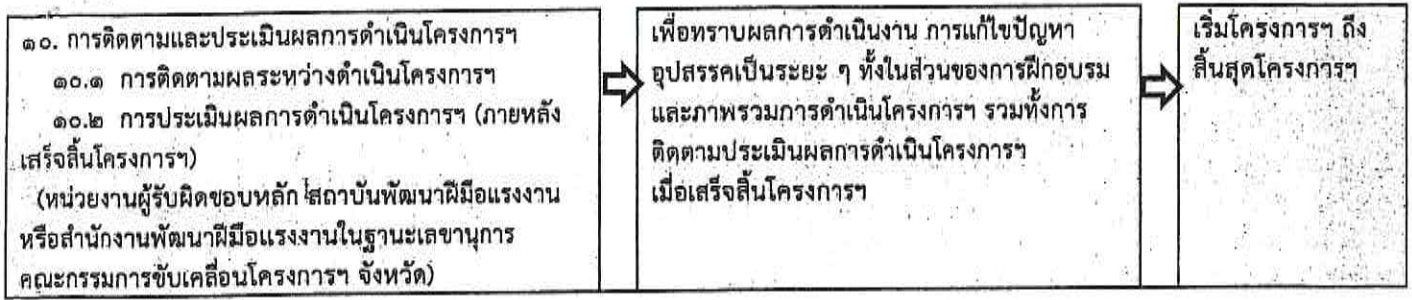 ๑๐. การติดตามและประเมินผลการดำเนินโครงการฯ
๑๐.๑ การติดตามผลระหว่างดำเนินโครงการฯ
๑๐.๒ การประเมินผลการดำเนินโครงการฯ (ภายหลัง
เสร็จสิ้นโครงการฯ)
(หน่วยงานผู้รับผิดชอบหลัก สถาบันพัฒนาฝีมือแรงงาน
หรือสำนักงานพัฒนาฝีมือแรงงานในฐานะเลขานุการ
คณะกรรมการขับเคลื่อนโครงการฯ จังหวัด)
เพื่อทราบผลการดำเนินงาน การแก้ไขปัญหา
อุปสรรคเป็นระยะ ๆ ทั้งในส่วนของการฝึกอบรม
และภาพรวมการดำเนินโครงการฯ รวมทั้งการ
ติดตามประเมินผลการดำเนินโครงการฯ
เมื่อเสร็จสิ้นโครงการฯ
เริ่มโครงการฯ ถึง
สิ้นสุดโครงการฯ